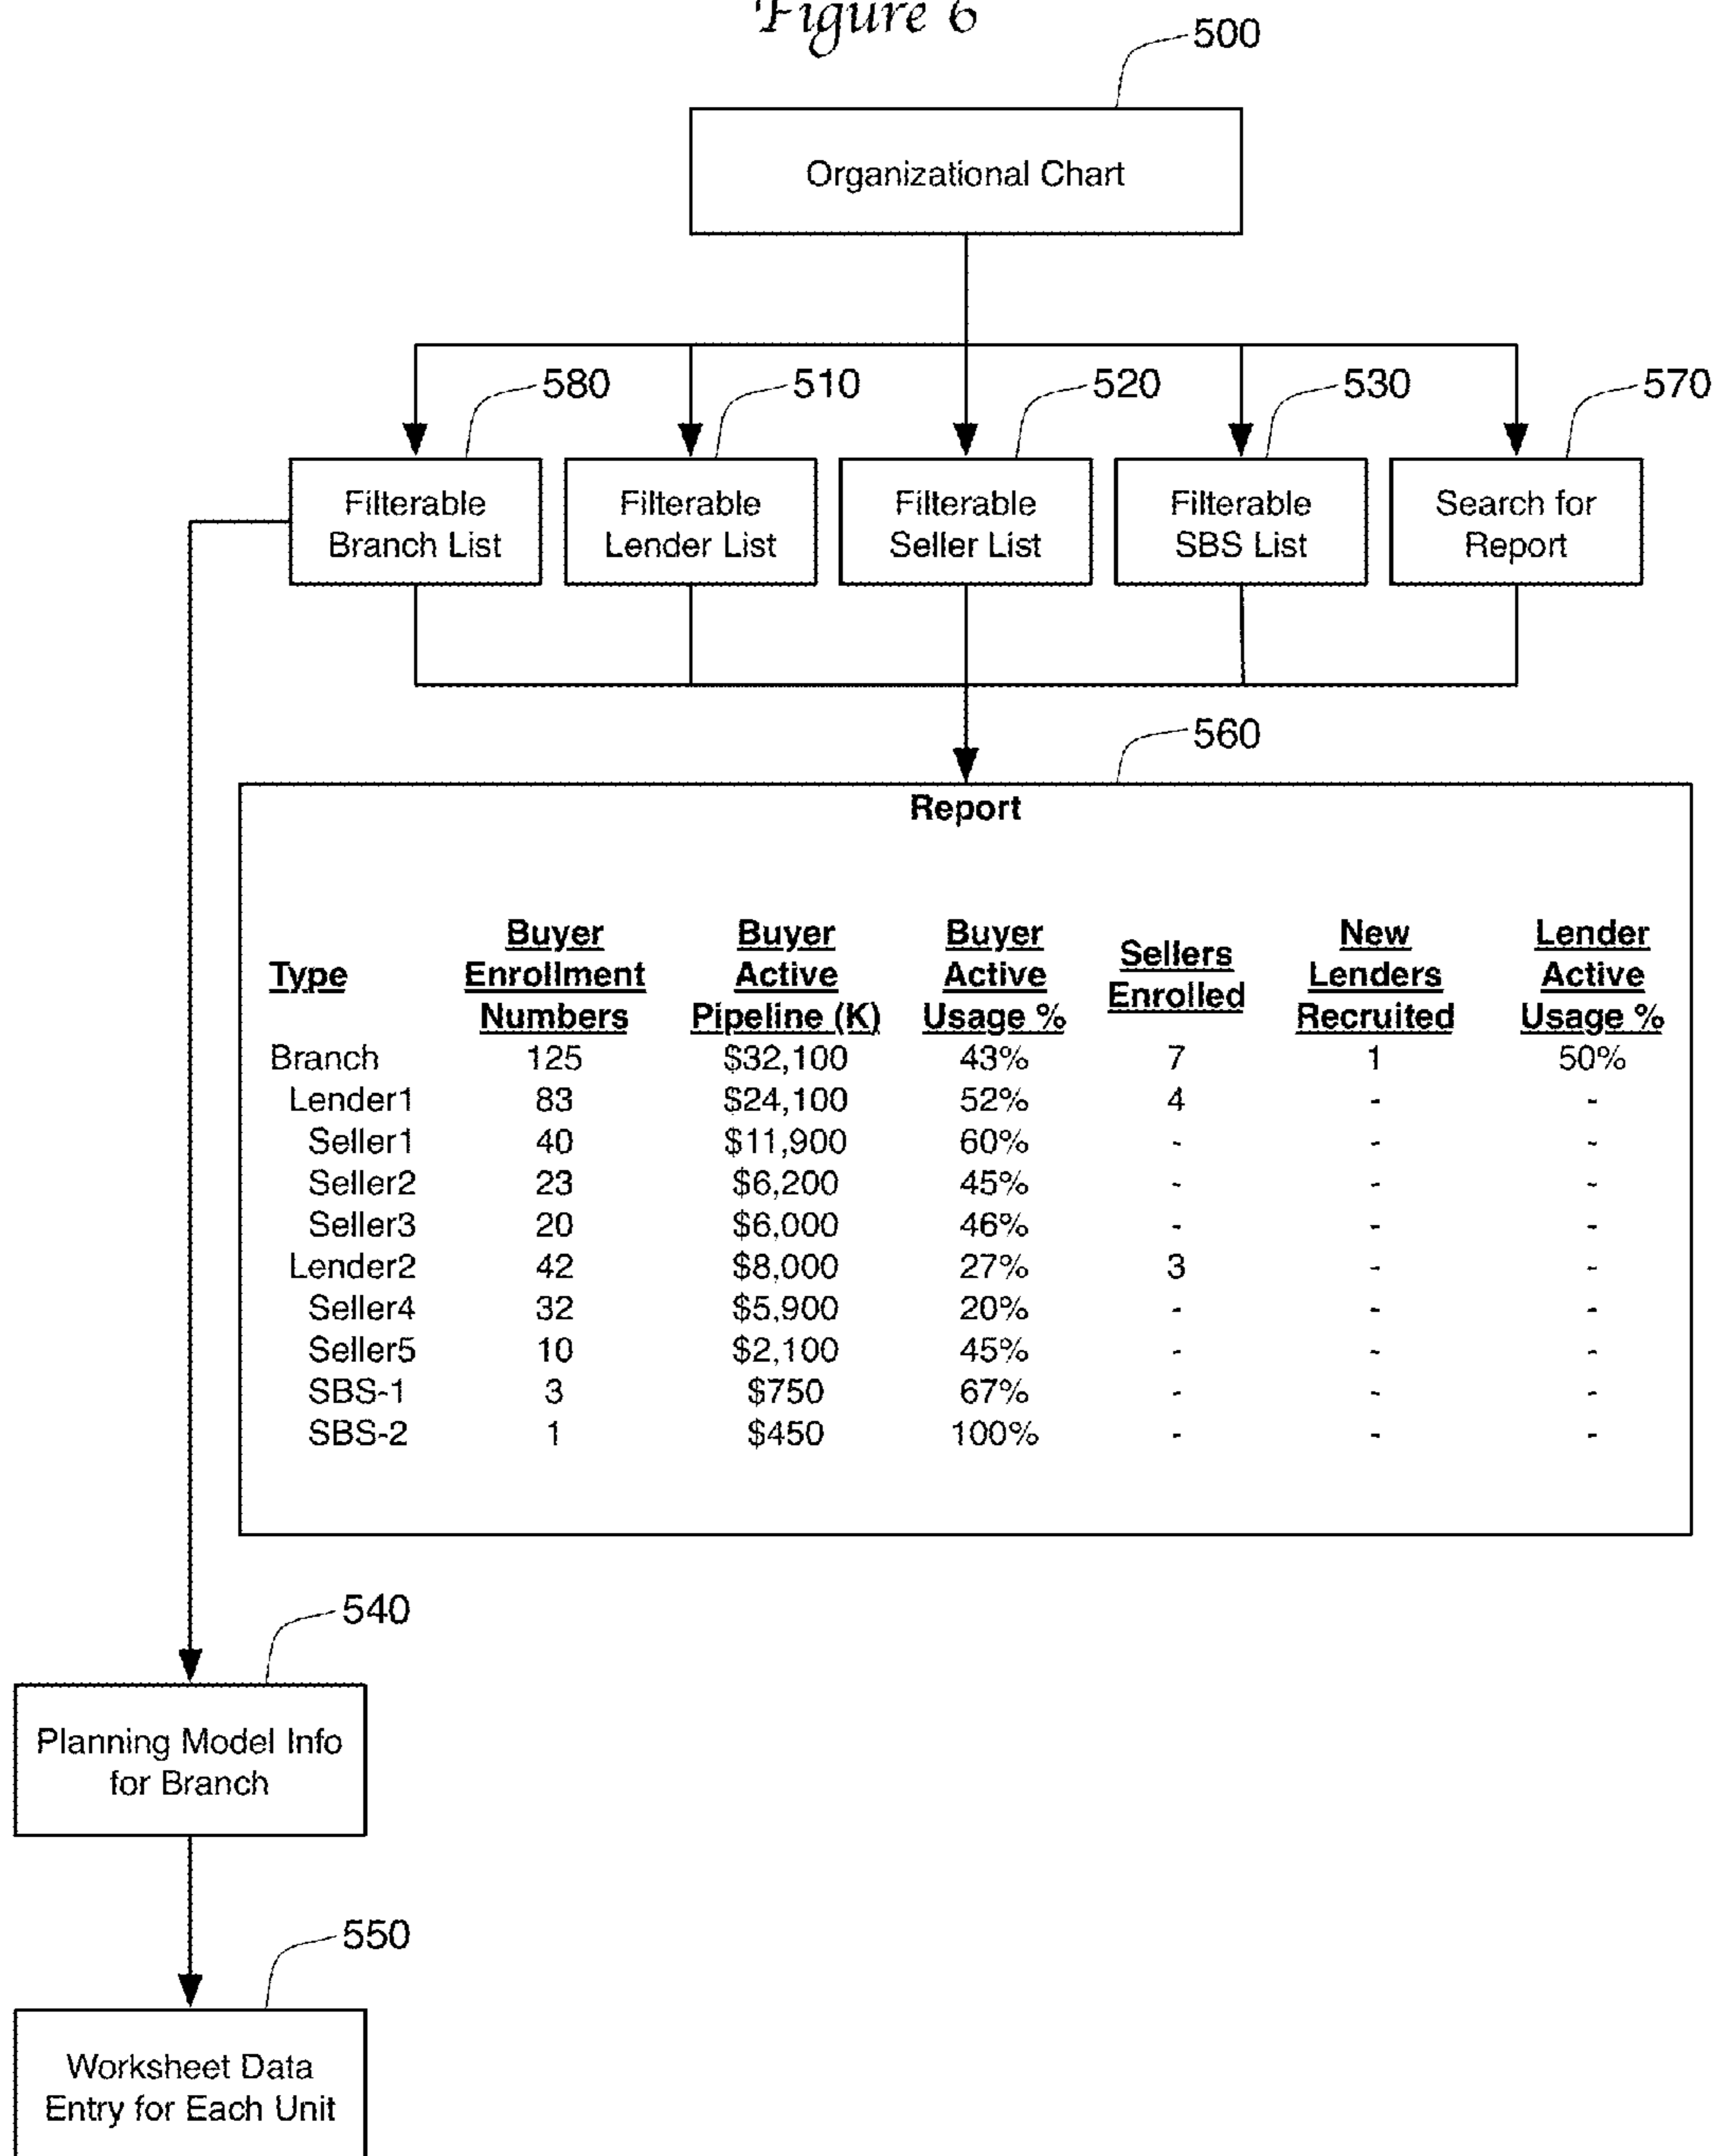 Figure 6
500
Organizational Chart
580 510 520 530 570
Filterable Filterable Filterable Filterable Search for
Branch List Lender List Seller List SBS List Report
560
Report
Buyer Buyer Buyer New Lender
Type Enrollment Active Active Sellers Lenders Active
Numbers Pipeline (K) Usage % Enrolled Recruited Usage %
Branch 125 $32,100 43% 7 1 50%
Lender1 83 $24,100 52% 4 - -
Seller1 40 $11,900 60% - - -
Seller2 23 $6,200 45% - - -
Seller3 20 $6,000 46% - - -
Lender2 42 $8,000 27% 3 - -
Seller4 32 $5,900 20% - - -
Seller5 10 $2,100 45% - - -
SBS-1 3 $750 67% - - -
SBS-2 1 $450 100% - - -
540
Planning Model Info
for Branch
550
Worksheet Data
Entry for Each Unit